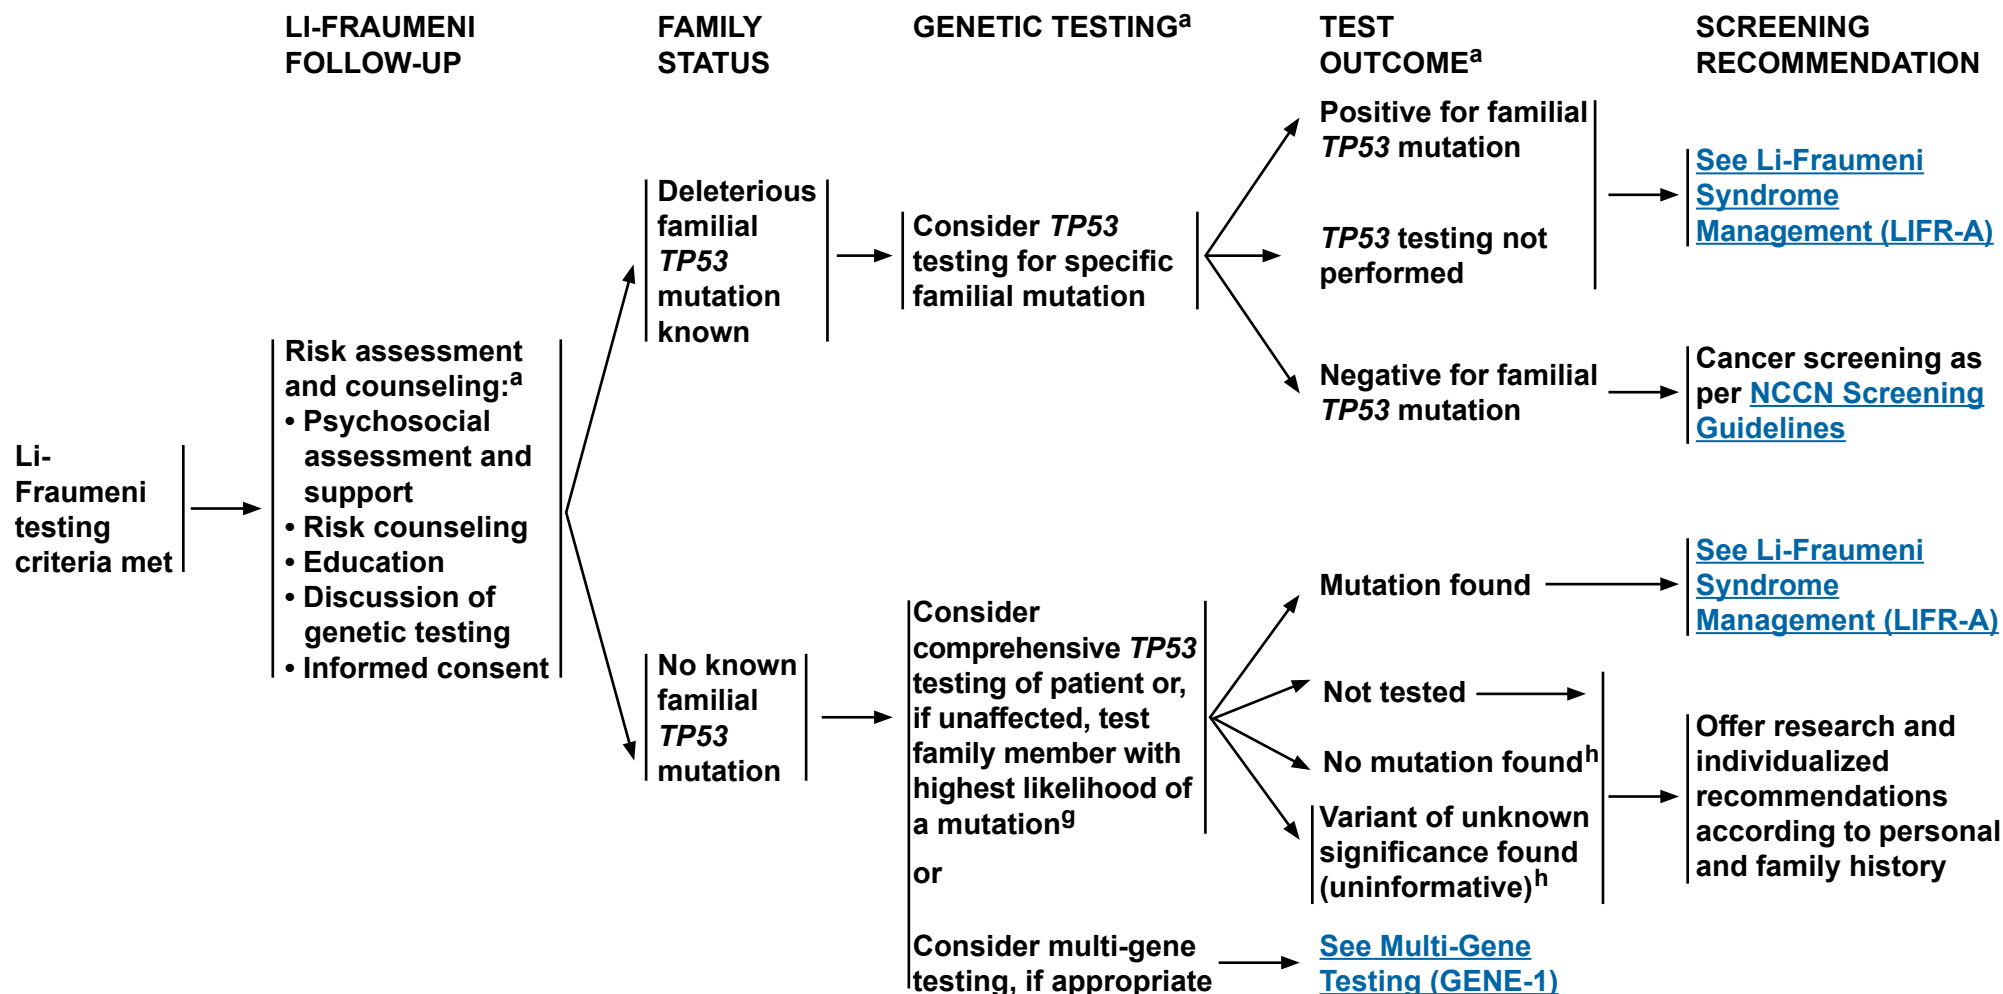 LI-FRAUMENI
FOLLOW-UP
FAMILY
STATUS
GENETIC TESTINGa
TEST
OUTCOMEa
SCREENING
RECOMMENDATION
Li-
Fraumeni
testing
criteria met
Risk assessment
and counseling:a
• Psychosocial
assessment and
support
• Risk counseling
• Education
• Discussion of
genetic testing
• Informed consent
Deleterious
familial
TP53
mutation
known
Consider TP53
testing for specific
familial mutation
Positive for familial
TP53 mutation
TP53 testing not
performed
See Li-Fraumeni
Syndrome
Management (LIFR-A)
Negative for familial
TP53 mutation
Cancer screening as
per NCCN Screening
Guidelines
No known
familial
TP53
mutation
Consider
comprehensive TP53
testing of patient or,
if unaffected, test
family member with
highest likelihood of
a mutationg
or
Consider multi-gene
testing, if appropriate
Mutation found
See Li-Fraumeni
Syndrome
Management (LIFR-A)
Not tested
No mutation foundh
Variant of unknown
significance found
(uninformative)h
Offer research and
individualized
recommendations
according to personal
and family history
See Multi-Gene
Testing (GENE-1)